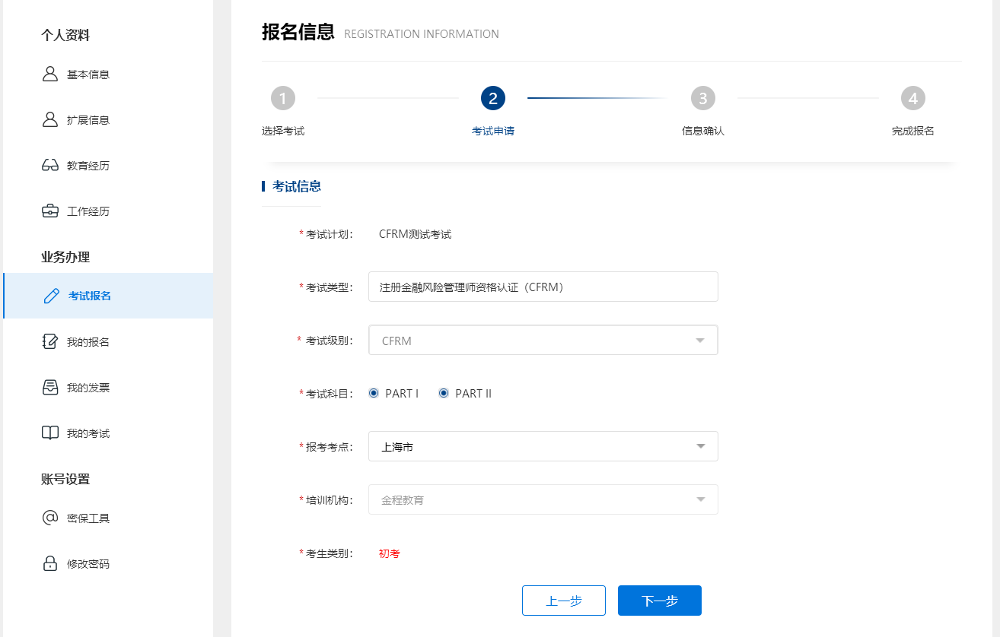 个人资料
基本信息
扩展信息
教育经历
工作经历
业务办理
考试报名
我的报名
我的发票
我的考试
账号设置
密保工具
修改密码
报名信息 REGISTRATION INFORMATION
1 2 3 4
选择考试 考试申请 信息确认 完成报名
考试信息
*考试计划： CFRM测试考试
*考试类型： 注册金融风险管理师资格认证（CFRM）
* 考试级别： CFRM
*考试科目： PART I PART II
*报考考点： 上海市
*培训机构： 金程教育
*考生类别： 初考
上一步 下一步